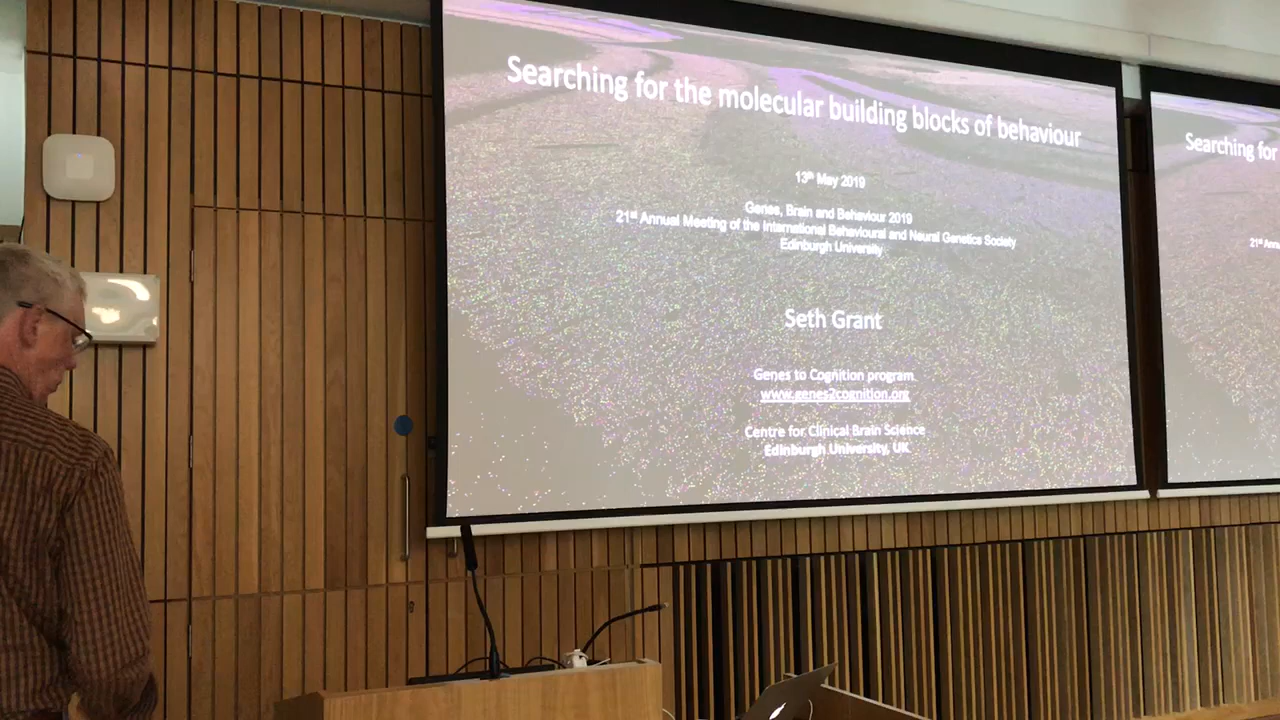 Searching for the molecular building blocks of behaviour
13th May 2019
Genes, Brain and Behaviour 2019
21st Annual Meeting of the International Behavioural and Neural Genetics Society
Edinburgh University
Seth Grant
Genes to Cognition program
www.genes2cognition.org
Centre for Clinical Brain Science
Edinburgh University, UK
Searching for
21st Annu